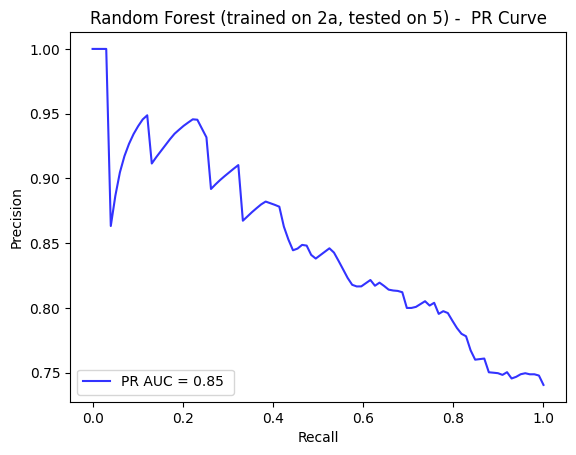 Random Forest (trained on 2a, tested on 5) -  PR Curve
1.00
0.95
0.90
0.85
0.80
0.75
Precision
PR AUC = 0.85
0.0 0.2 0.4 0.6 0.8 1.0
Recall